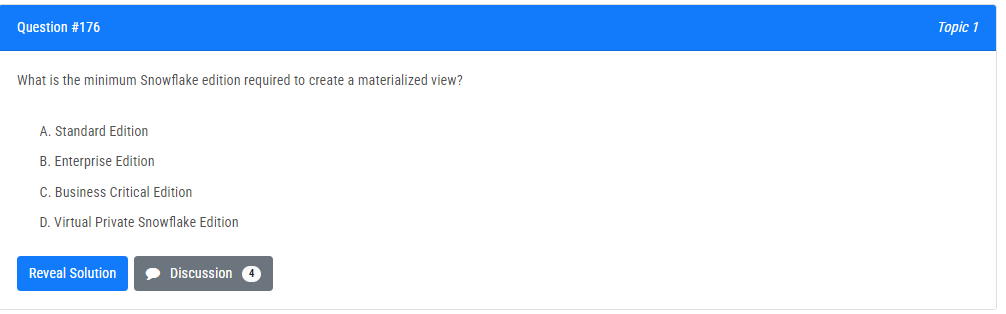 Question #176
Topic 1
What is the minimum Snowflake edition required to create a materialized view?
A. Standard Edition
B. Enterprise Edition
C. Business Critical Edition
D. Virtual Private Snowflake Edition
Reveal Solution
Discussion 4